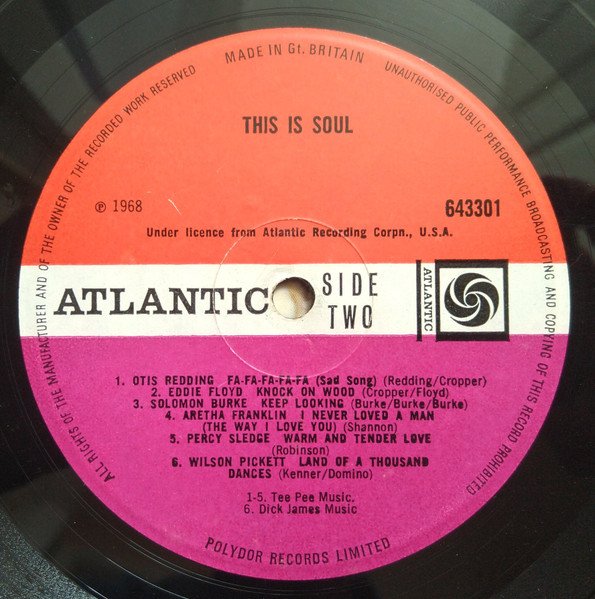 MADE IN Gt. BRITAIN
UNAUTHORISED PUBLIC PERFORMANCE BROADCASTING AND COPYING OF THIS RECORD PROHIBITED
ALL RIGHTS OF THE MANUFACTURER AND OF THE OWNER OF THE RECORDED WORK RESERVED
THIS IS SOUL
℗ 1968
643301
Under licence from Atlantic Recording Corpn., U.S.A.
ATLANTIC
SIDE
TWO
ATLANTIC
1. OTIS REDDING FA-FA-FA-FA-FA (Sad Song) (Redding/Cropper)
2. EDDIE FLOYD KNOCK ON WOOD (Cropper/Floyd)
3. SOLOMON BURKE KEEP LOOKING (Burke/Burke/Burke)
4. ARETHA FRANKLIN I NEVER LOVED A MAN
(THE WAY I LOVE YOU) (Shannon)
5. PERCY SLEDGE WARM AND TENDER LOVE
(Robinson)
6. WILSON PICKETT LAND OF A THOUSAND
DANCES (Kenner/Domino)
1-5. Tee Pee Music.
6. Dick James Music
POLYDOR RECORDS LIMITED